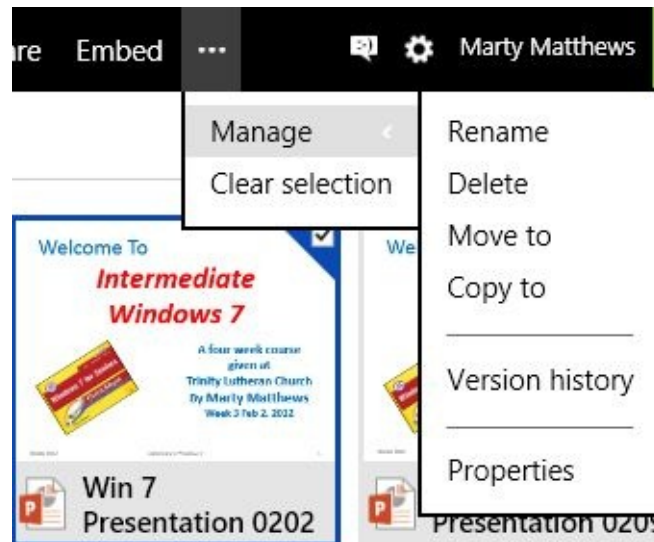 re Embed ··· Marty Matthews
Manage
Clear selection
Rename
Delete
Move to
Copy to
Version history
Properties
Welcome To
Intermediate
Windows 7
A four week course
given at
Trinity Lutheran Church
By Marty Matthews
Week 3 Feb 2, 2012
Win 7
Presentation 0202
We
Presentation 0209